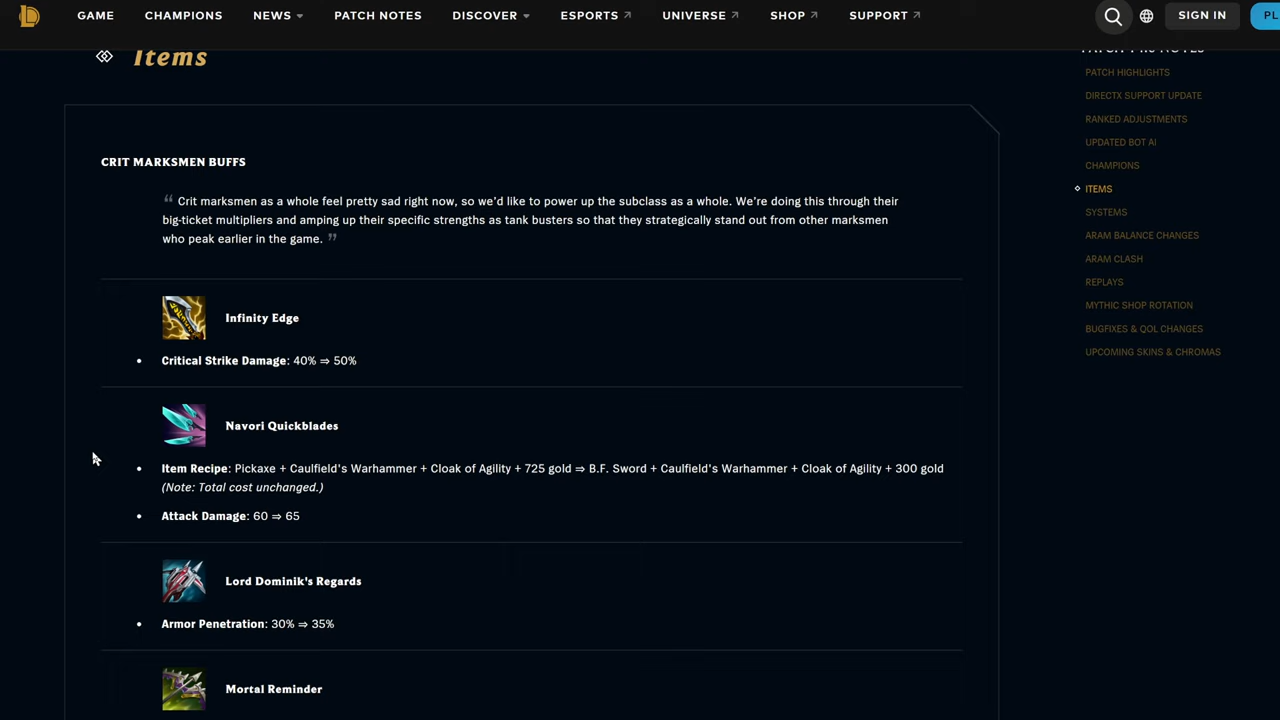 GAME
CHAMPIONS
NEWS
PATCH NOTES
DISCOVER
ESPORTS
UNIVERSE
SHOP
SUPPORT
SIGN IN
PL
Items
CRIT MARKSMEN BUFFS
“ Crit marksmen as a whole feel pretty sad right now, so we'd like to power up the subclass as a whole. We're doing this through their
big-ticket multipliers and amping up their specific strengths as tank busters so that they strategically stand out from other marksmen
who peak earlier in the game. ”
Infinity Edge
• Critical Strike Damage: 40% ⇒ 50%
Navori Quickblades
• Item Recipe: Pickaxe + Caulfield's Warhammer + Cloak of Agility + 725 gold ⇒ B.F. Sword + Caulfield's Warhammer + Cloak of Agility + 300 gold
(Note: Total cost unchanged.)
• Attack Damage: 60 ⇒ 65
Lord Dominik's Regards
• Armor Penetration: 30% ⇒ 35%
Mortal Reminder
PATCH HIGHLIGHTS
DIRECTX SUPPORT UPDATE
RANKED ADJUSTMENTS
UPDATED BOT AI
CHAMPIONS
ITEMS
SYSTEMS
ARAM BALANCE CHANGES
ARAM CLASH
REPLAYS
MYTHIC SHOP ROTATION
BUGFIXES & QOL CHANGES
UPCOMING SKINS & CHROMAS